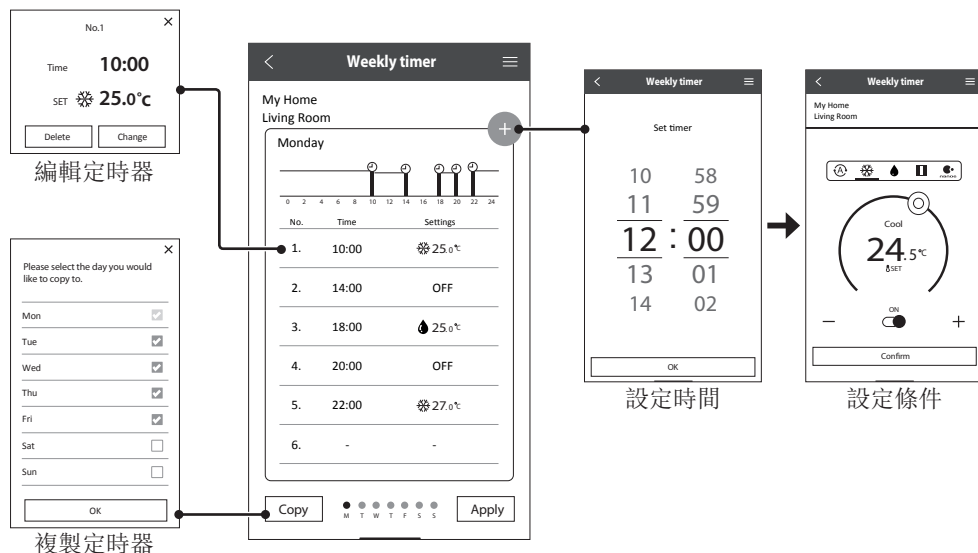 No.1
×
Time 10:00
SET 25.0°C
Delete Change
編輯定時器
Please select the day you would
like to copy to.
Mon
Tue
Wed
Thu
Fri
Sat
Sun
OK
複製定時器
Weekly timer
My Home
Living Room
+
Monday
0 2 4 6 8 10 12 14 16 18 20 22 24
No. Time Settings
1. 10:00 25.0℃
2. 14:00 OFF
3. 18:00 25.0℃
4. 20:00 OFF
5. 22:00 27.0℃
6. - -
Copy M T W T F S S Apply
Weekly timer
Set timer
10 58
11 59
12 : 00
13 01
14 02
OK
設定時間
Weekly timer
My Home
Living Room
A nanoe
Cool
24.5℃
SET
ON
− +
Confirm
設定條件